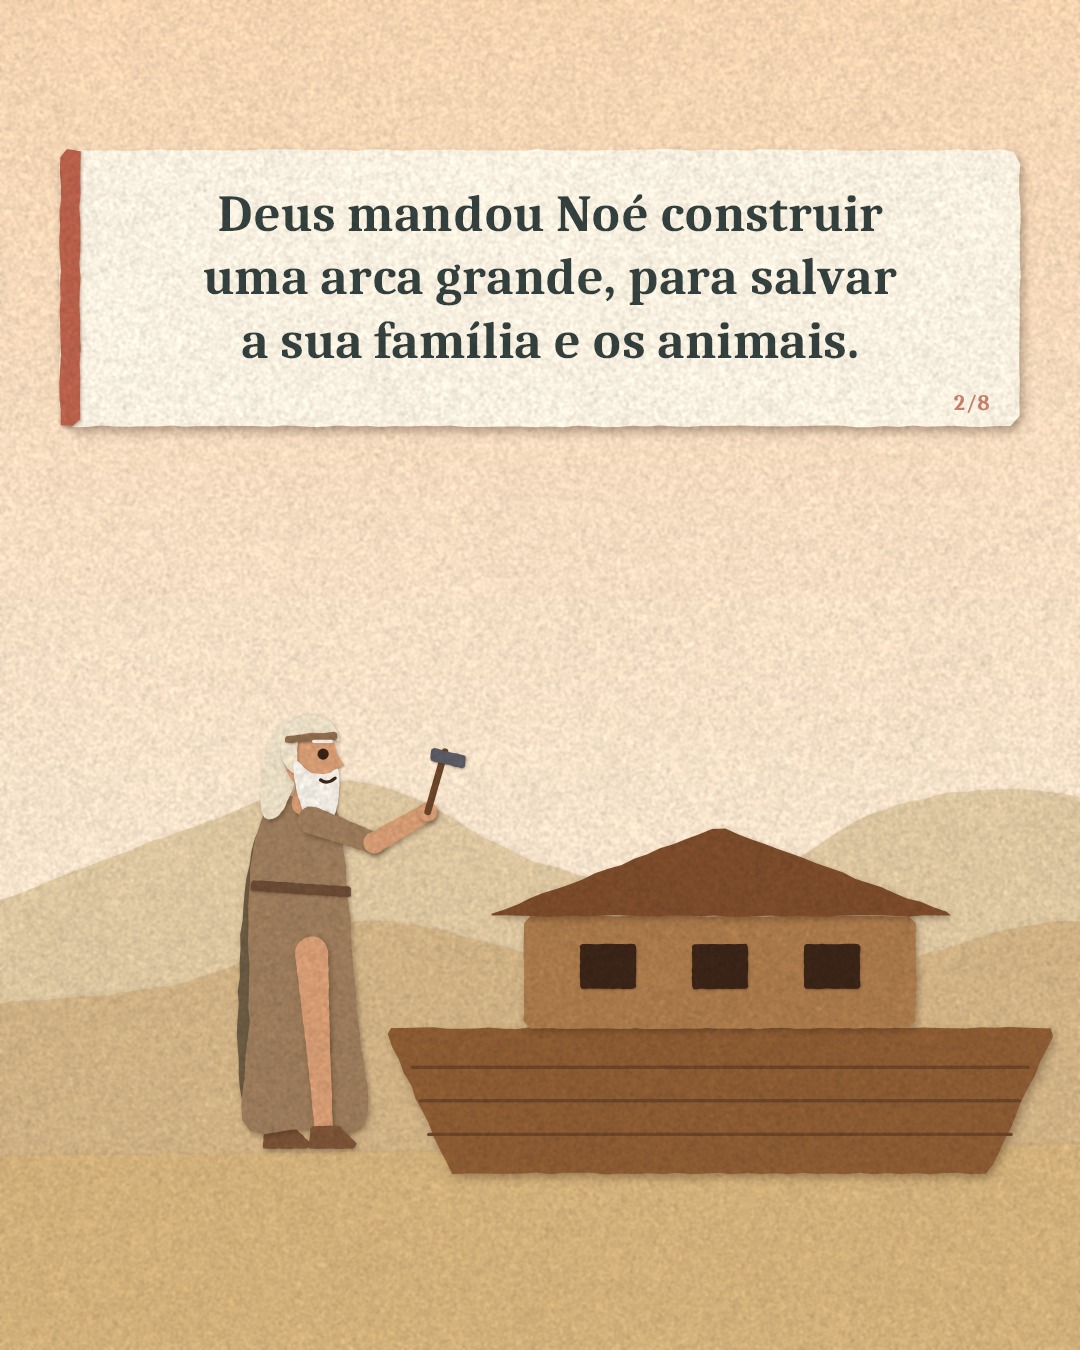 Deus mandou Noé construir
uma arca grande, para salvar
a sua família e os animais.
2/8